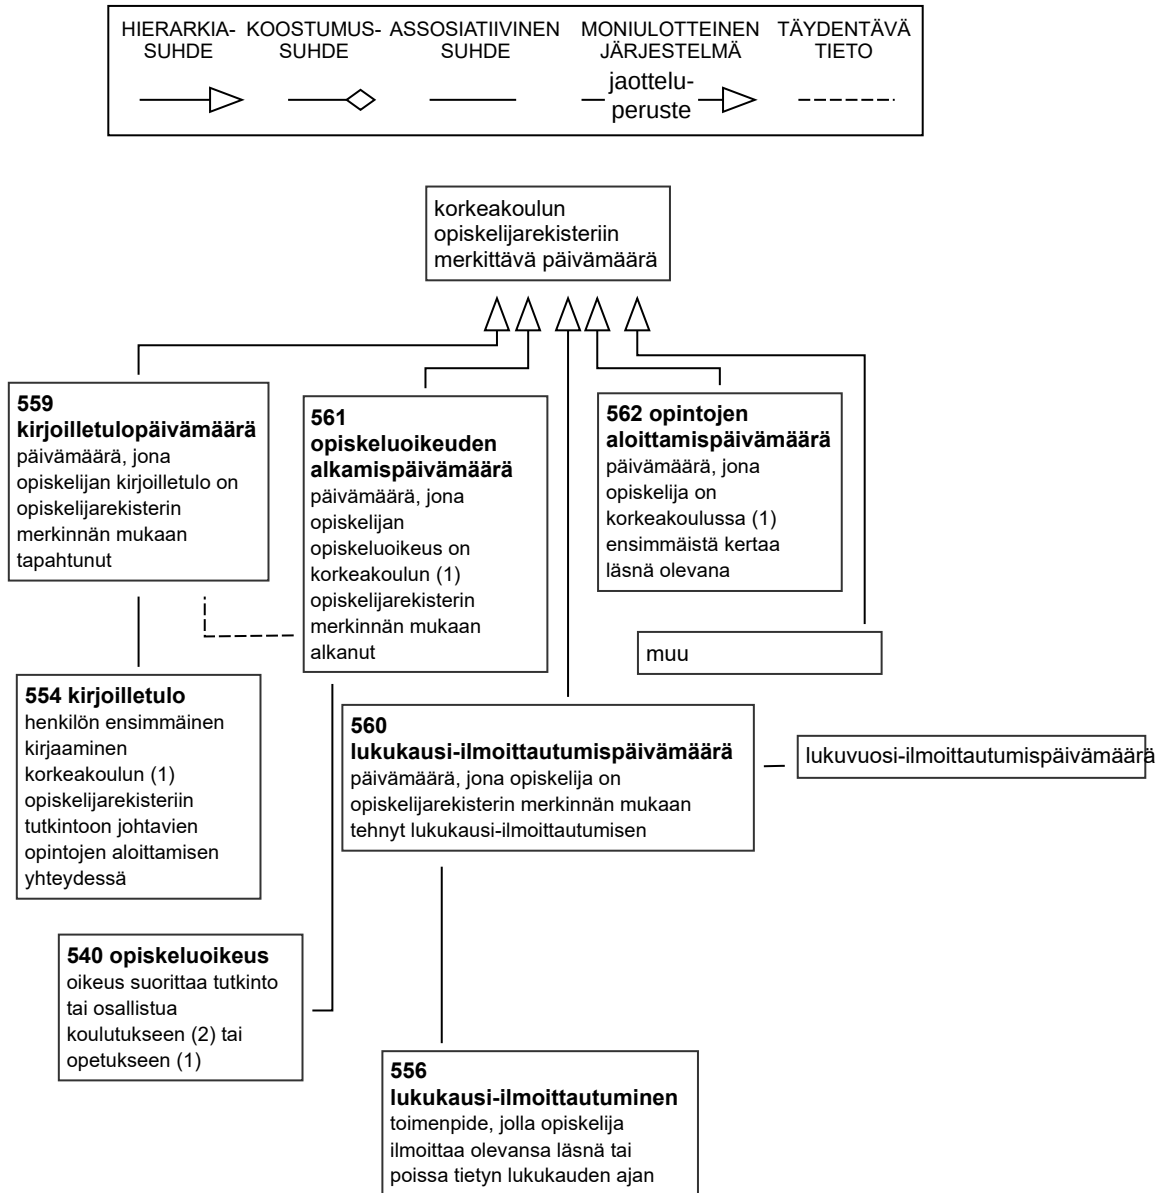 HIERARKIA-
SUHDE
KOOSTUMUS-
SUHDE
ASSOSIATIIVINEN
SUHDE
MONIULOTTEINEN
JÄRJESTELMÄ
TÄYDENTÄVÄ
TIETO
jaottelu-
peruste
korkeakoulun
opiskelijarekisteriin
merkittävä päivämäärä
559
kirjoilletulopäivämäärä
päivämäärä, jona
opiskelijan kirjoilletulo on
opiskelijarekisterin
merkinnän mukaan
tapahtunut
561
opiskeluoikeuden
alkamispäivämäärä
päivämäärä, jona
opiskelijan
opiskeluoikeus on
korkeakoulun (1)
opiskelijarekisterin
merkinnän mukaan
alkanut
562 opintojen
aloittamispäivämäärä
päivämäärä, jona
opiskelija on
korkeakoulussa (1)
ensimmäistä kertaa
läsnä olevana
muu
554 kirjoilletulo
henkilön ensimmäinen
kirjaaminen
korkeakoulun (1)
opiskelijarekisteriin
tutkintoon johtavien
opintojen aloittamisen
yhteydessä
560
lukukausi-ilmoittautumispäivämäärä
päivämäärä, jona opiskelija on
opiskelijarekisterin merkinnän mukaan
tehnyt lukukausi-ilmoittautumisen
lukuvuosi-ilmoittautumispäivämäärä
540 opiskeluoikeus
oikeus suorittaa tutkinto
tai osallistua
koulutukseen (2) tai
opetukseen (1)
556
lukukausi-ilmoittautuminen
toimenpide, jolla opiskelija
ilmoittaa olevansa läsnä tai
poissa tietyn lukukauden ajan